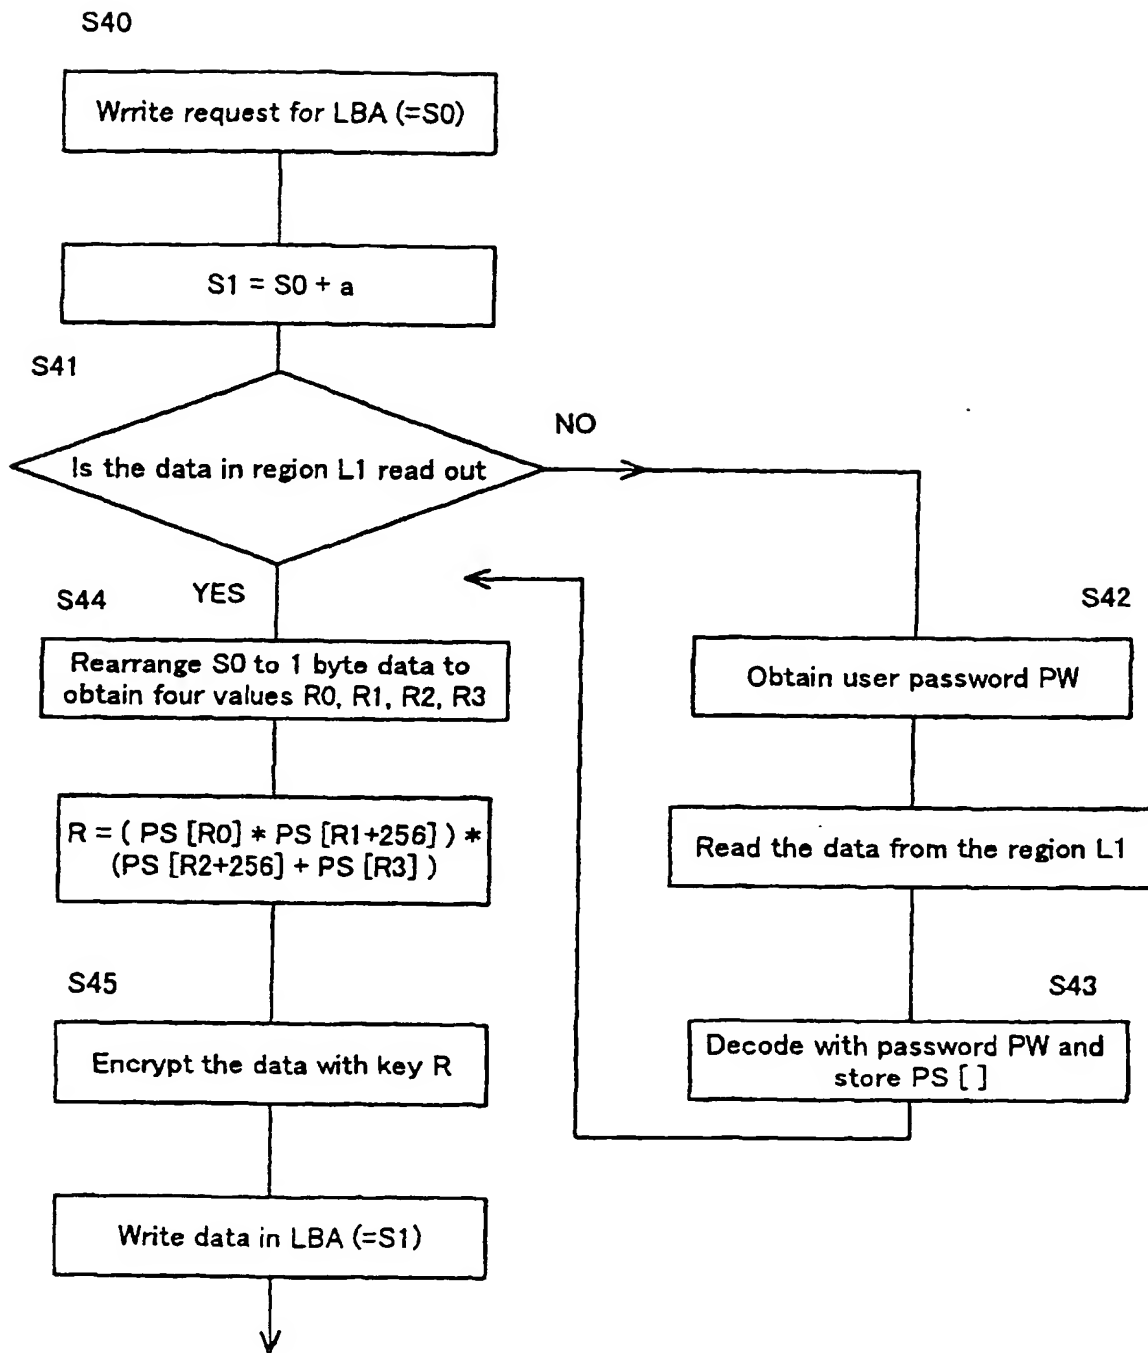 S40
Wrrite request for LBA (=S0)
S1 = S0 + a
S41
Is the data in region L1 read out
NO
YES
S44
Rearrange S0 to 1 byte data to
obtain four values R0, R1, R2, R3
R = ( PS [R0] * PS [R1+256] ) *
(PS [R2+256] + PS [R3] )
S45
Encrypt the data with key R
Write data in LBA (=S1)
S42
Obtain user password PW
Read the data from the region L1
S43
Decode with password PW and
store PS [ ]